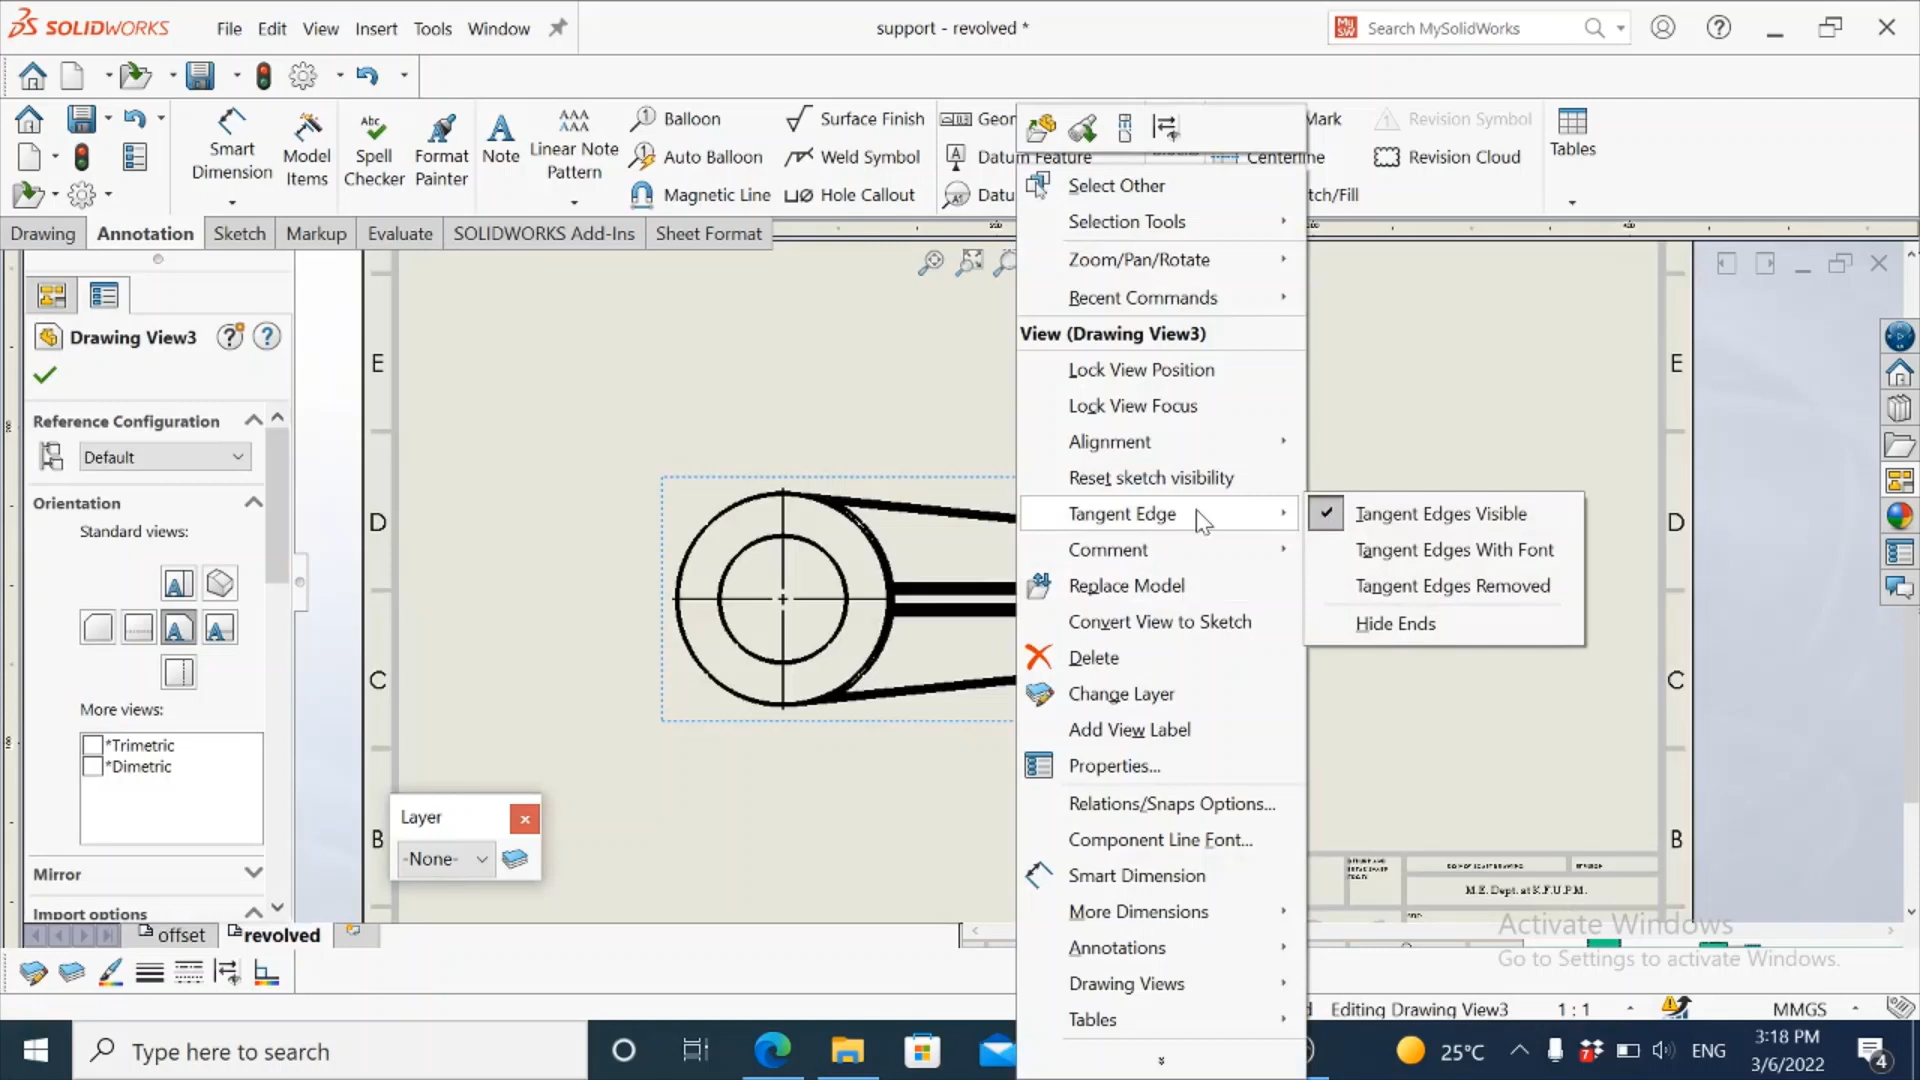 SOLIDWORKS File Edit View Insert Tools Window
support - revolved *
Search MySolidWorks
Smart Dimension
Model Items
Spell Checker
Format Painter
Note
Linear Note Pattern
Balloon
Auto Balloon
Magnetic Line
Surface Finish
Weld Symbol
Hole Callout
Geom
Datum Feature
Datu
Mark
Centerline
tch/Fill
Revision Symbol
Revision Cloud
Tables
Drawing Annotation Sketch Markup Evaluate SOLIDWORKS Add-Ins Sheet Format
Drawing View3
Reference Configuration
Default
Orientation
Standard views:
More views:
*Trimetric
*Dimetric
Mirror
Import options
E
D
C
B
E
D
C
B
Layer
-None-
Select Other
Selection Tools
Zoom/Pan/Rotate
Recent Commands
View (Drawing View3)
Lock View Position
Lock View Focus
Alignment
Reset sketch visibility
Tangent Edge
Comment
Replace Model
Convert View to Sketch
Delete
Change Layer
Add View Label
Properties...
Relations/Snaps Options...
Component Line Font...
Smart Dimension
More Dimensions
Annotations
Drawing Views
Tables
Tangent Edges Visible
Tangent Edges With Font
Tangent Edges Removed
Hide Ends
M.E. Dept. at K.F.U.P.M.
Activate Windows
Go to Settings to activate Windows.
offset revolved
Editing Drawing View3 1 : 1 MMGS
Type here to search
25°C
ENG
3:18 PM
3/6/2022
4